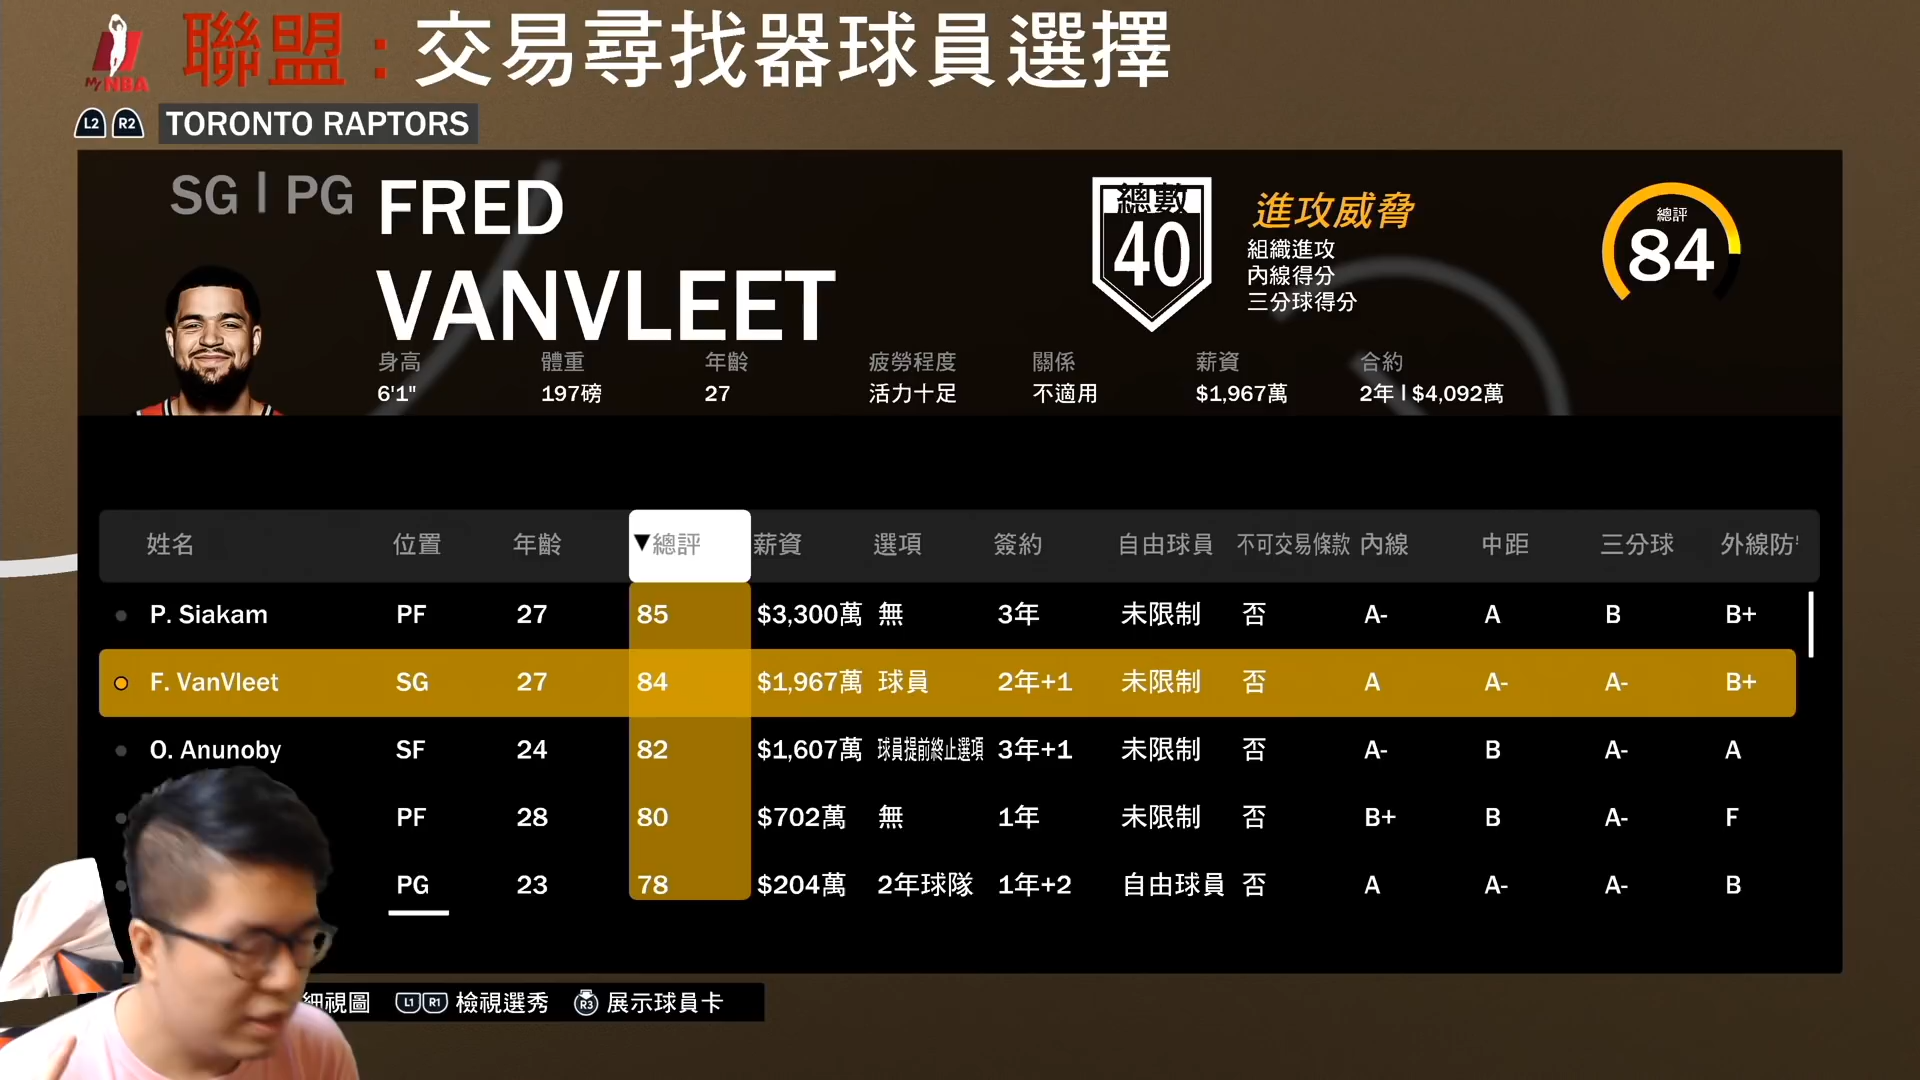 My NBA
聯盟：交易尋找器球員選擇
L2 R2 TORONTO RAPTORS
SG | PG FRED
VANVLEET
總數
40
進攻威脅
組織進攻
內線得分
三分球得分
總評
84
身高 體重 年齡 疲勞程度 關係 薪資 合約
6'1" 197磅 27 活力十足 不適用 $1,967萬 2年 | $4,092萬
姓名 位置 年齡 ▼總評 薪資 選項 簽約 自由球員 不可交易條款 內線 中距 三分球 外線防
P. Siakam PF 27 85 $3,300萬 無 3年 未限制 否 A- A B B+
F. VanVleet SG 27 84 $1,967萬 球員 2年+1 未限制 否 A A- A- B+
O. Anunoby SF 24 82 $1,607萬 球員提前終止選項 3年+1 未限制 否 A- B A- A
PF 28 80 $702萬 無 1年 未限制 否 B+ B A- F
PG 23 78 $204萬 2年球隊 1年+2 自由球員 否 A A- A- B
細視圖 L1 R1 檢視選秀 R3 展示球員卡